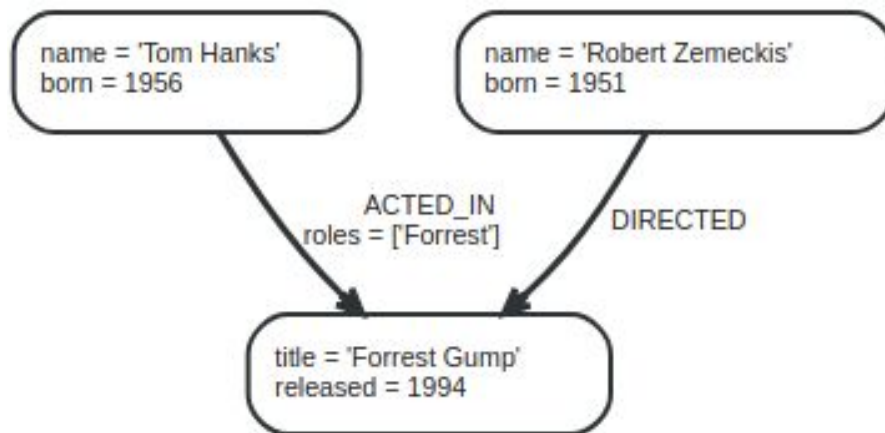 name = 'Tom Hanks'
born = 1956
name = 'Robert Zemeckis'
born = 1951
ACTED_IN
roles = ['Forrest']
DIRECTED
title = 'Forrest Gump'
released = 1994